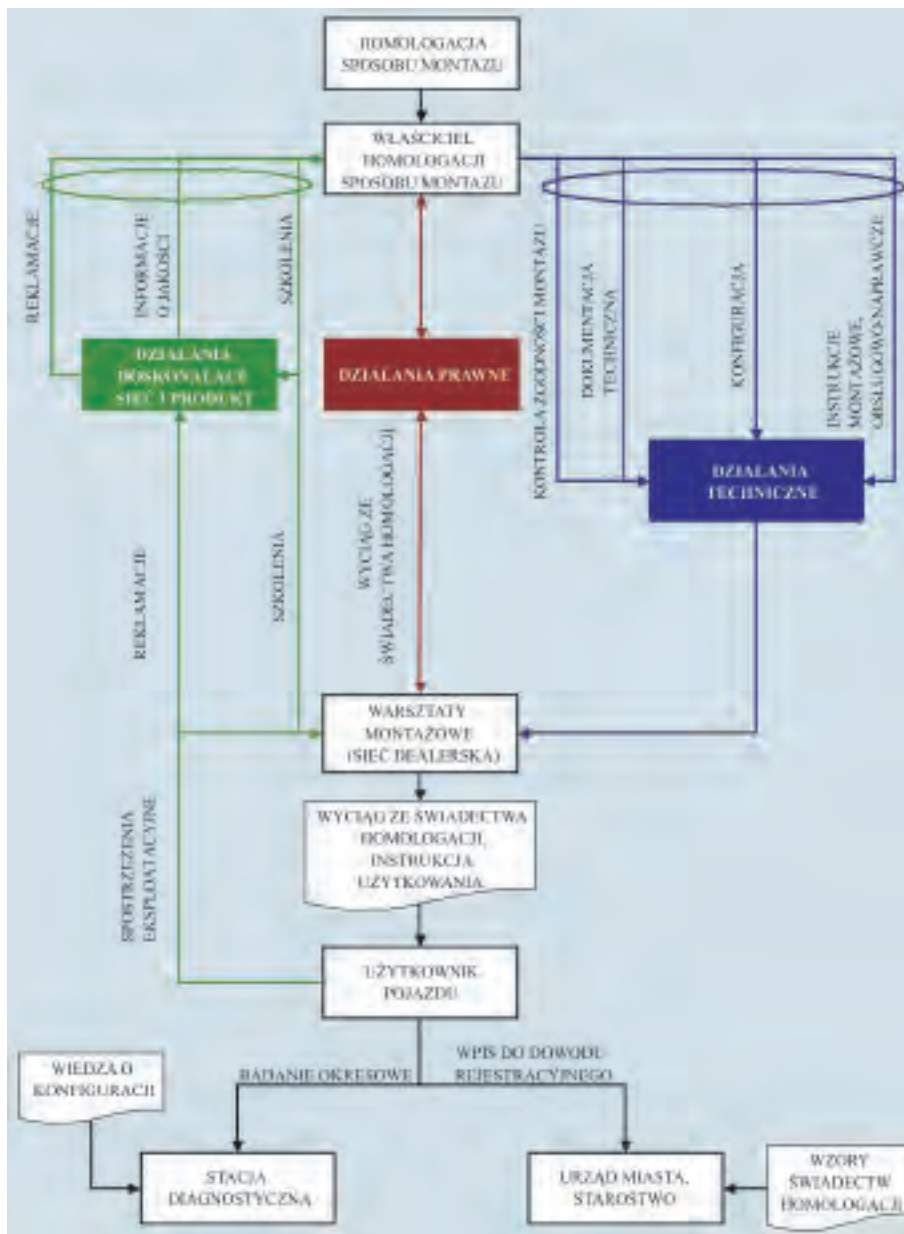 HOMOLOGACJA
SPOSOBU MONTAŻU
WŁAŚCICIEL
HOMOLOGACJI
SPOSOBU MONTAŻU
REKLAMACJE
INFORMACJE
O JAKOŚCI
SZKOLENIA
KONTROLA ZGODNOŚCI MONTAŻU
DOKUMENTACJA
TECHNICZNA
KONFIGURACJA
INSTRUKCJE
MONTAŻOWE,
OBSŁUGOWO-NAPRAWCZE
DZIAŁANIA
DOSKONALĄCE
SIEĆ I PRODUKT
DZIAŁANIA PRAWNE
DZIAŁANIA
TECHNICZNE
REKLAMACJE
SZKOLENIA
WYCIĄG ZE
ŚWIADECTWA HOMOLOGACJI
WARSZTATY
MONTAŻOWE
(SIEĆ DEALERSKA)
SPOSTRZEŻENIA
EKSPLOATACYJNE
WYCIĄG ZE ŚWIADECTWA
HOMOLOGACJI,
INSTRUKCJA
UŻYTKOWANIA
UŻYTKOWNIK
POJAZDU
BADANIE OKRESOWE
WPIS DO DOWODU
REJESTRACYJNEGO
WIEDZA O
KONFIGURACJI
STACJA
DIAGNOSTYCZNA
URZĄD MIASTA,
STAROSTWO
WZORY
ŚWIADECTW
HOMOLOGACJI